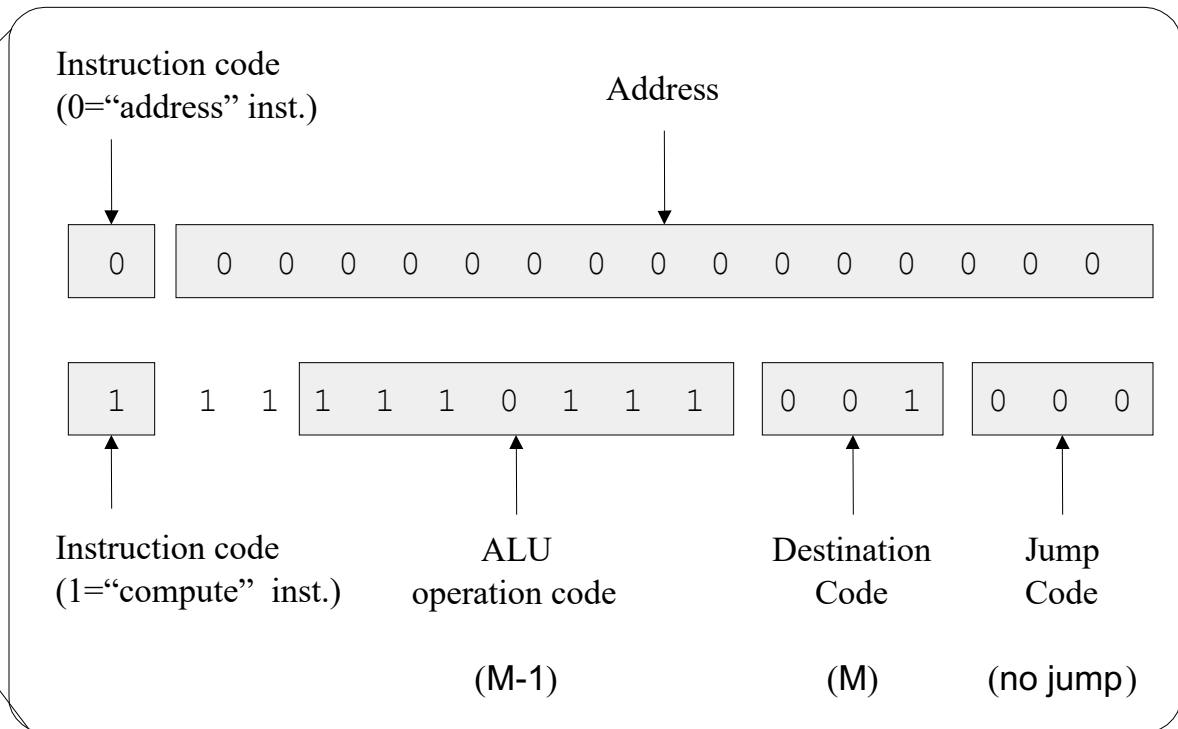 Instruction code
(0=“address” inst.)
Address
0 0 0 0 0 0 0 0 0 0 0 0 0 0 0 0
1 1 1 1 1 1 0 1 1 1 0 0 1 0 0 0
Instruction code
(1=“compute” inst.)
ALU
operation code
(M-1)
Destination
Code
(M)
Jump
Code
(no jump)